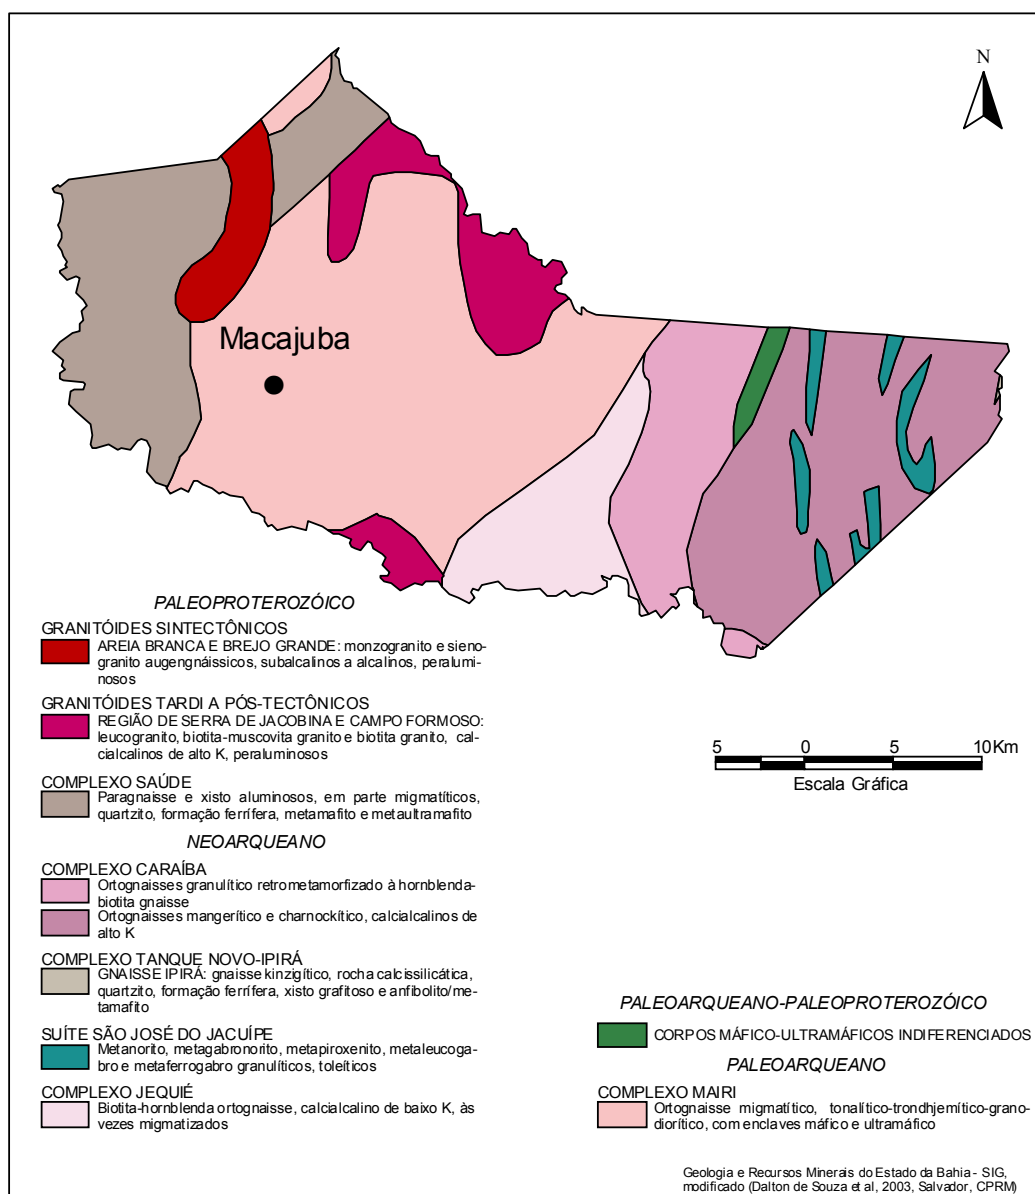 N
Macajuba
PALEOPROTEROZÓICO
GRANITÓIDES SINTECTÔNICOS
AREIA BRANCA E BREJO GRANDE: monzogranito e sieno-
granito augengnáissicos, subalcalinos a alcalinos, peralumi-
nosos
GRANITÓIDES TARDI A PÓS-TECTÔNICOS
REGIÃO DE SERRA DE JACOBINA E CAMPO FORMOSO:
leucogranito, biotita-muscovita granito e biotita granito, cal-
cialcalinos de alto K, peraluminosos
COMPLEXO SAÚDE
Paragnaisse e xisto aluminosos, em parte migmatíticos,
quartzito, formação ferrífera, metamafito e metaultramafito
NEOARQUEANO
COMPLEXO CARAÍBA
Ortognaisses granulítico retrometamorfizado à hornblenda-
biotita gnaisse
Ortognaisses mangerítico e charnockítico, calcialcalinos de
alto K
COMPLEXO TANQUE NOVO-IPIRÁ
GNAISSE IPIRÁ: gnaisse kinzigítico, rocha calcissilicática,
quartzito, formação ferrífera, xisto grafitoso e anfibolito/me-
tamafito
SUÍTE SÃO JOSÉ DO JACUÍPE
Metanorito, metagabronorito, metapiroxenito, metaleucoga-
bro e metaferrogabro granulíticos, toleíticos
COMPLEXO JEQUIÉ
Biotita-hornblenda ortognaisse, calcialcalino de baixo K, às
vezes migmatizados
5 0 5 10Km
Escala Gráfica
PALEOARQUEANO-PALEOPROTEROZÓICO
CORPOS MÁFICO-ULTRAMÁFICOS INDIFERENCIADOS
PALEOARQUEANO
COMPLEXO MAIRI
Ortognaisse migmatítico, tonalítico-trondhjemítico-grano-
diorítico, com enclaves máfico e ultramáfico
Geologia e Recursos Minerais do Estado da Bahia - SIG,
modificado (Dalton de Souza et al, 2003, Salvador, CPRM)